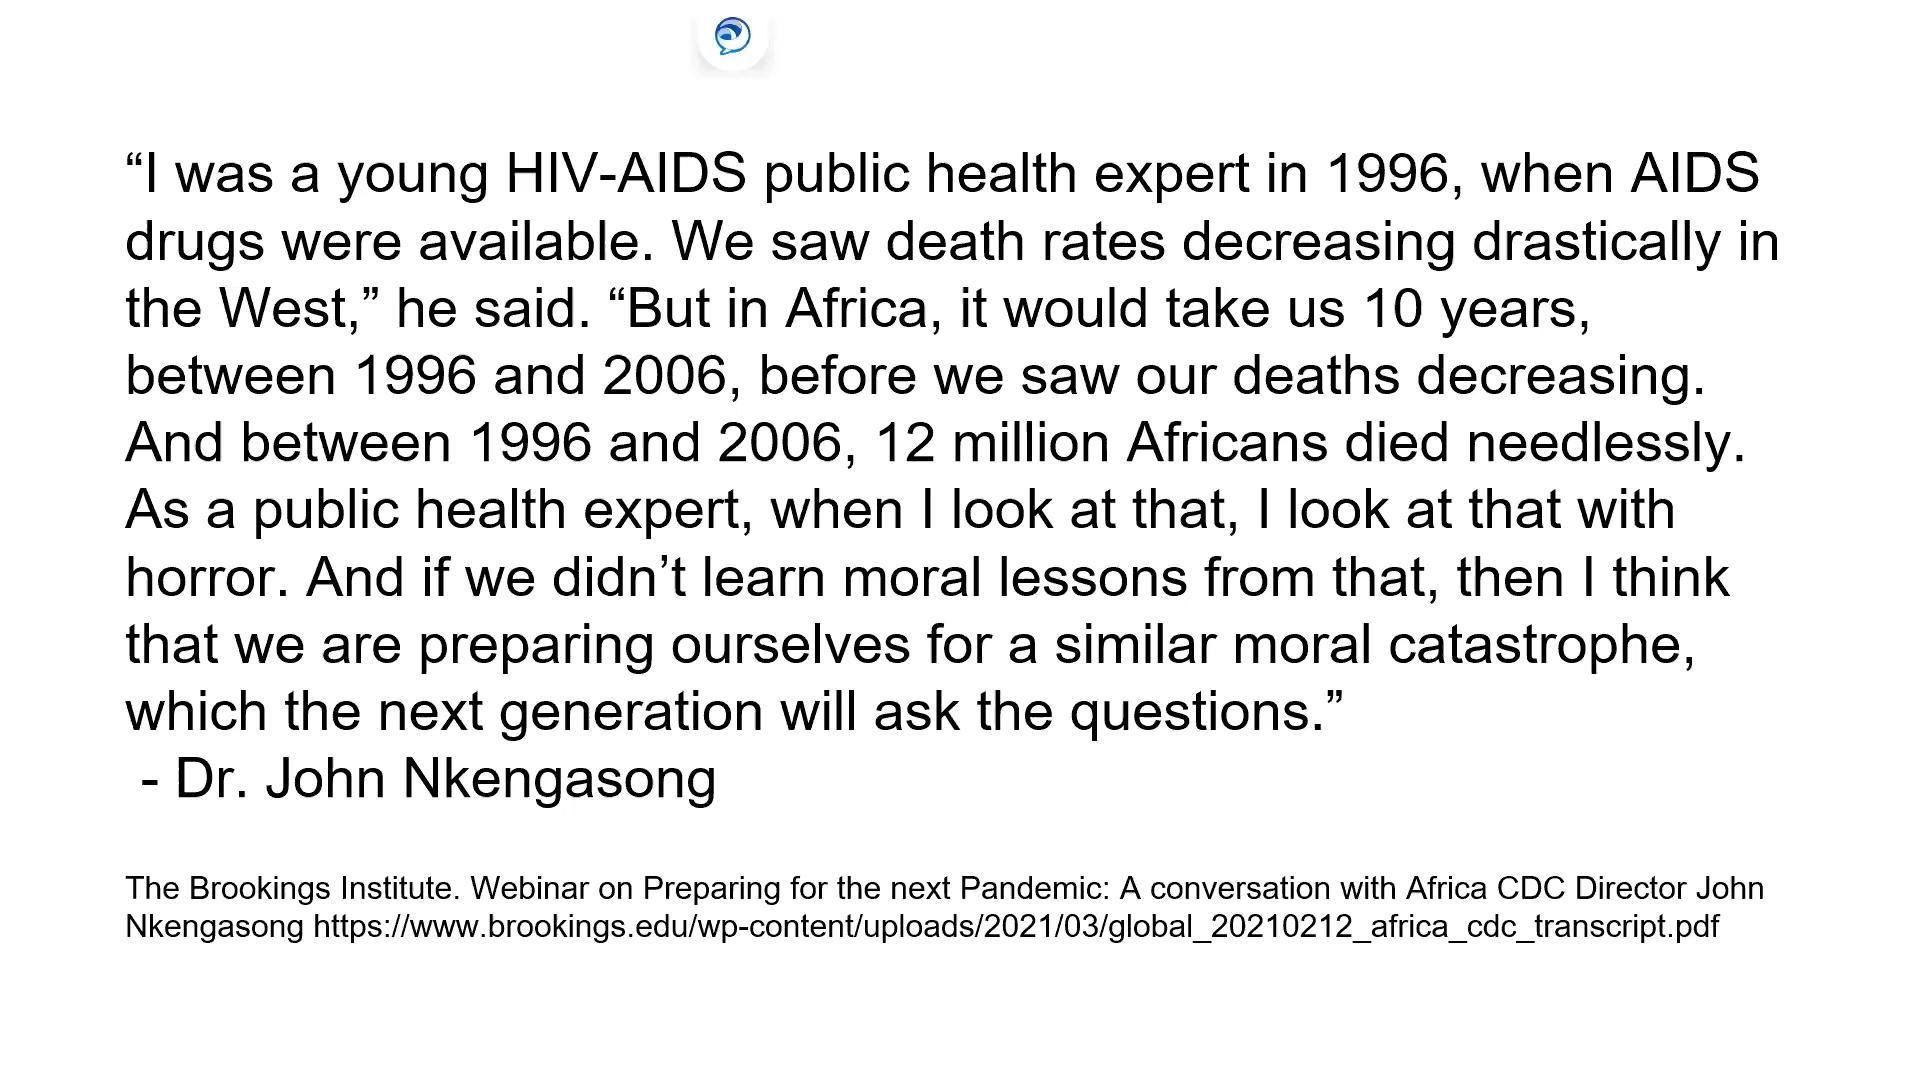 “I was a young HIV-AIDS public health expert in 1996, when AIDS
drugs were available. We saw death rates decreasing drastically in
the West,” he said. “But in Africa, it would take us 10 years,
between 1996 and 2006, before we saw our deaths decreasing.
And between 1996 and 2006, 12 million Africans died needlessly.
As a public health expert, when I look at that, I look at that with
horror. And if we didn’t learn moral lessons from that, then I think
that we are preparing ourselves for a similar moral catastrophe,
which the next generation will ask the questions.”
- Dr. John Nkengasong
The Brookings Institute. Webinar on Preparing for the next Pandemic: A conversation with Africa CDC Director John
Nkengasong https://www.brookings.edu/wp-content/uploads/2021/03/global_20210212_africa_cdc_transcript.pdf